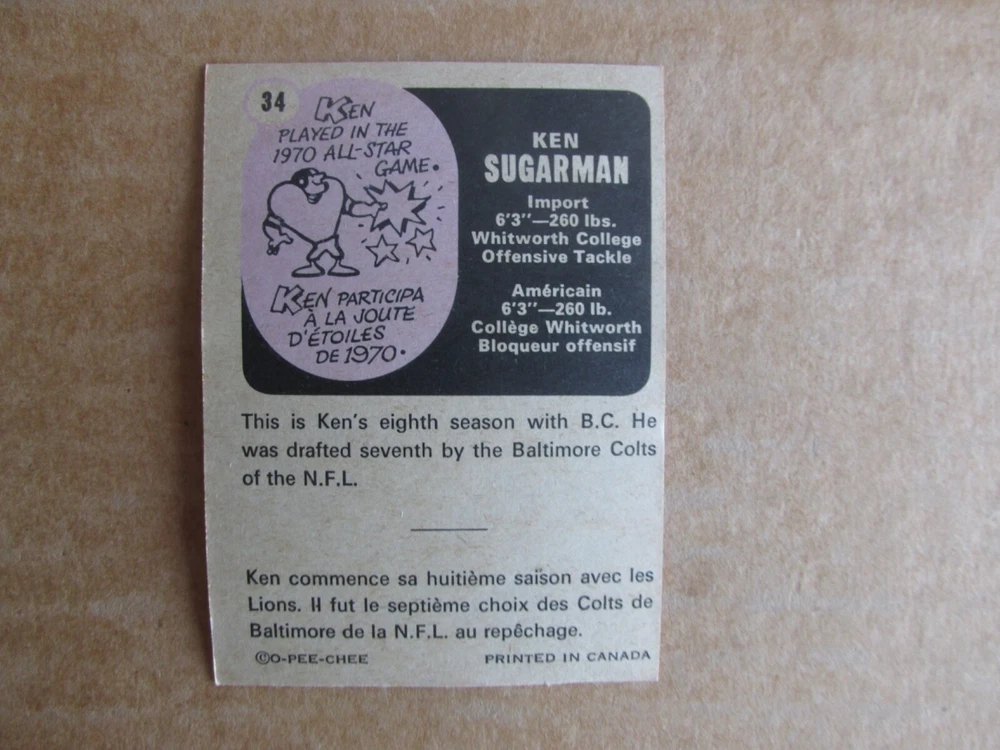 34
KEN
PLAYED IN THE
1970 ALL-STAR
GAME.
KEN PARTICIPA
À LA JOUTE
D'ÉTOILES
DE 1970.
KEN
SUGARMAN
Import
6'3"—260 lbs.
Whitworth College
Offensive Tackle
Américain
6'3"—260 lb.
Collège Whitworth
Bloqueur offensif
This is Ken's eighth season with B.C. He
was drafted seventh by the Baltimore Colts
of the N.F.L.
Ken commence sa huitième saïson avec les
Lions. Il fut le septième choix des Colts de
Baltimore de la N.F.L. au repêchage.
©O-PEE-CHEE
PRINTED IN CANADA